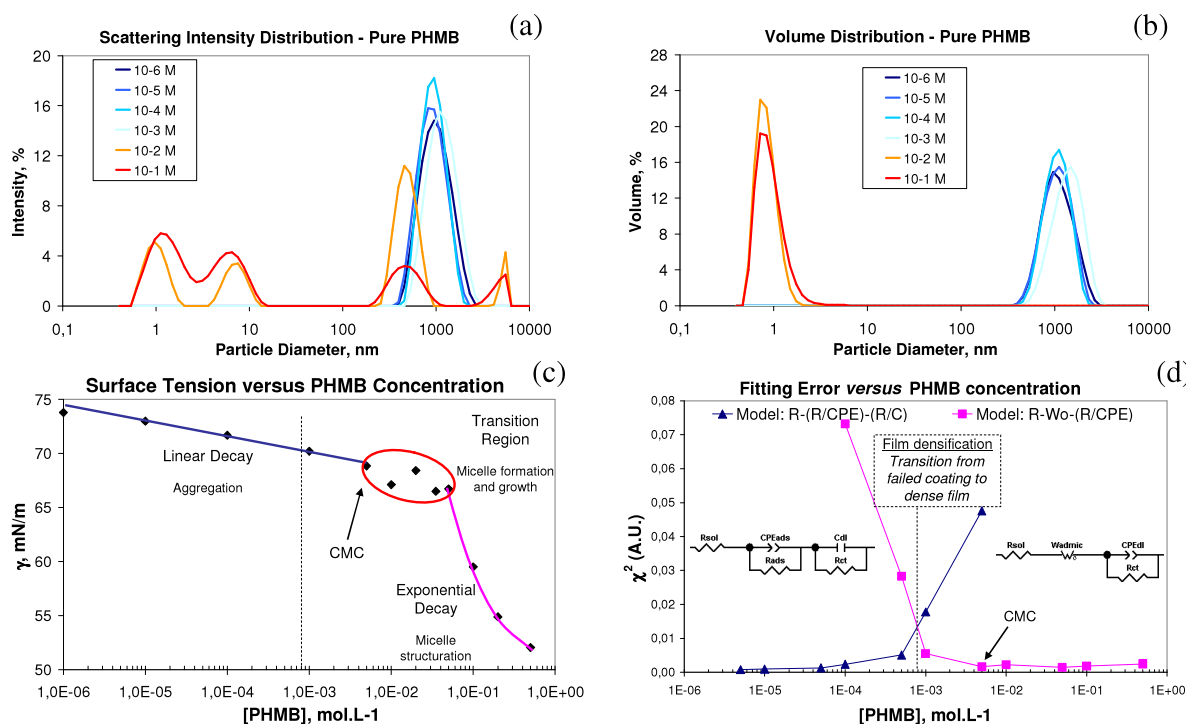 (a)
Scattering Intensity Distribution - Pure PHMB
20
16
12
8
4
0
Intensity, %
10-6 M
10-5 M
10-4 M
10-3 M
10-2 M
10-1 M
0,1 1 10 100 1000 10000
Particle Diameter, nm
(b)
Volume Distribution - Pure PHMB
28
24
20
16
12
8
4
0
Volume, %
10-6 M
10-5 M
10-4 M
10-3 M
10-2 M
10-1 M
0,1 1 10 100 1000 10000
Particle Diameter, nm
(c)
Surface Tension versus PHMB Concentration
75
70
65
60
55
50
γ, mN/m
Transition
Region
Linear Decay
Micelle formation
and growth
Aggregation
CMC
Exponential
Decay
Micelle
structuration
1,0E-06 1,0E-05 1,0E-04 1,0E-03 1,0E-02 1,0E-01 1,0E+00
[PHMB], mol.L-1
(d)
Fitting Error versus PHMB concentration
Model: R-(R/CPE)-(R/C) Model: R-Wo-(R/CPE)
0,08
0,07
0,06
0,05
0,04
0,03
0,02
0,01
0,00
χ2 (A.U.)
Film densification
Transition from
failed coating to
dense film
Rsol CPEads Cdl
Rads Rct
Rsol Wadmic CPEdl
Rct
CMC
1E-06 1E-05 1E-04 1E-03 1E-02 1E-01 1E+00
[PHMB], mol.L-1